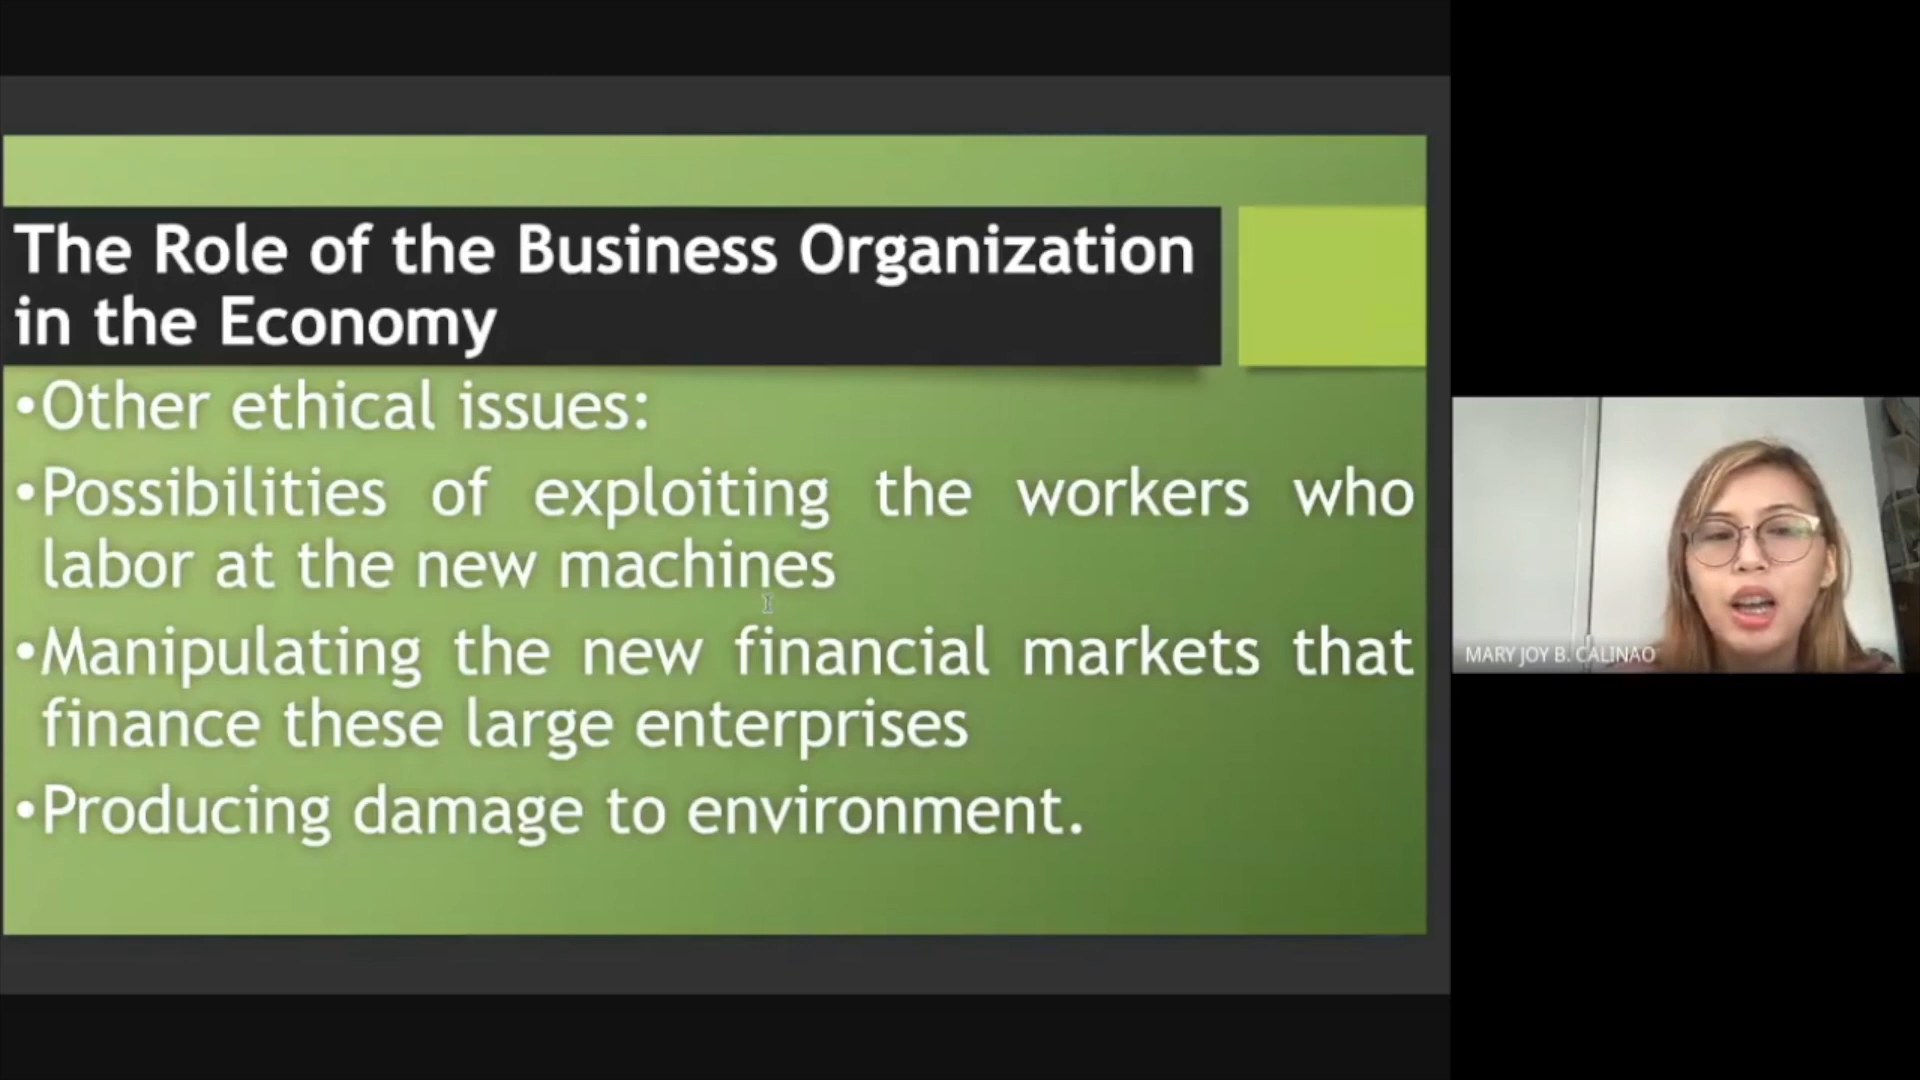 The Role of the Business Organization
in the Economy
•Other ethical issues:
•Possibilities of exploiting the workers who
labor at the new machines
•Manipulating the new financial markets that
finance these large enterprises
•Producing damage to environment.
MARY JOY B. CALINAO